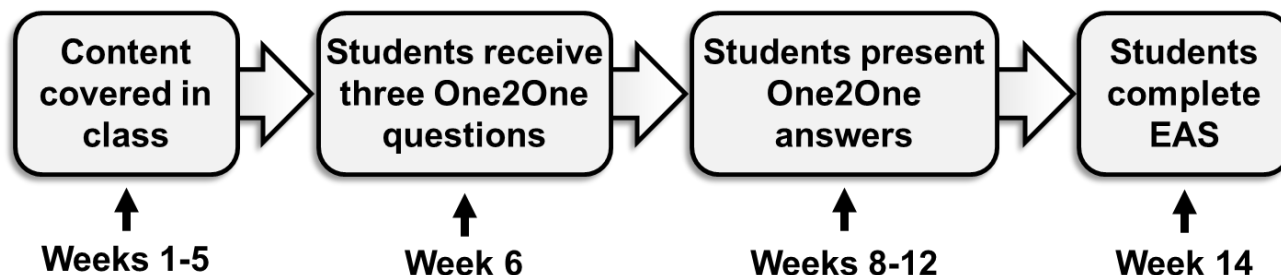 Content
covered in
class
Students receive
three One2One
questions
Students present
One2One
answers
Students
complete
EAS
Weeks 1-5
Week 6
Weeks 8-12
Week 14